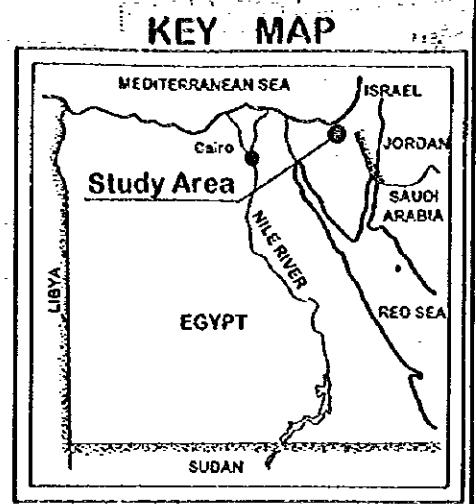 KEY MAP
MEDITERRANEAN SEA
ISRAEL
Cairo
JORDAN
Study Area
SAUDI
ARABIA
NILE RIVER
LIBYA
RED SEA
EGYPT
SUDAN